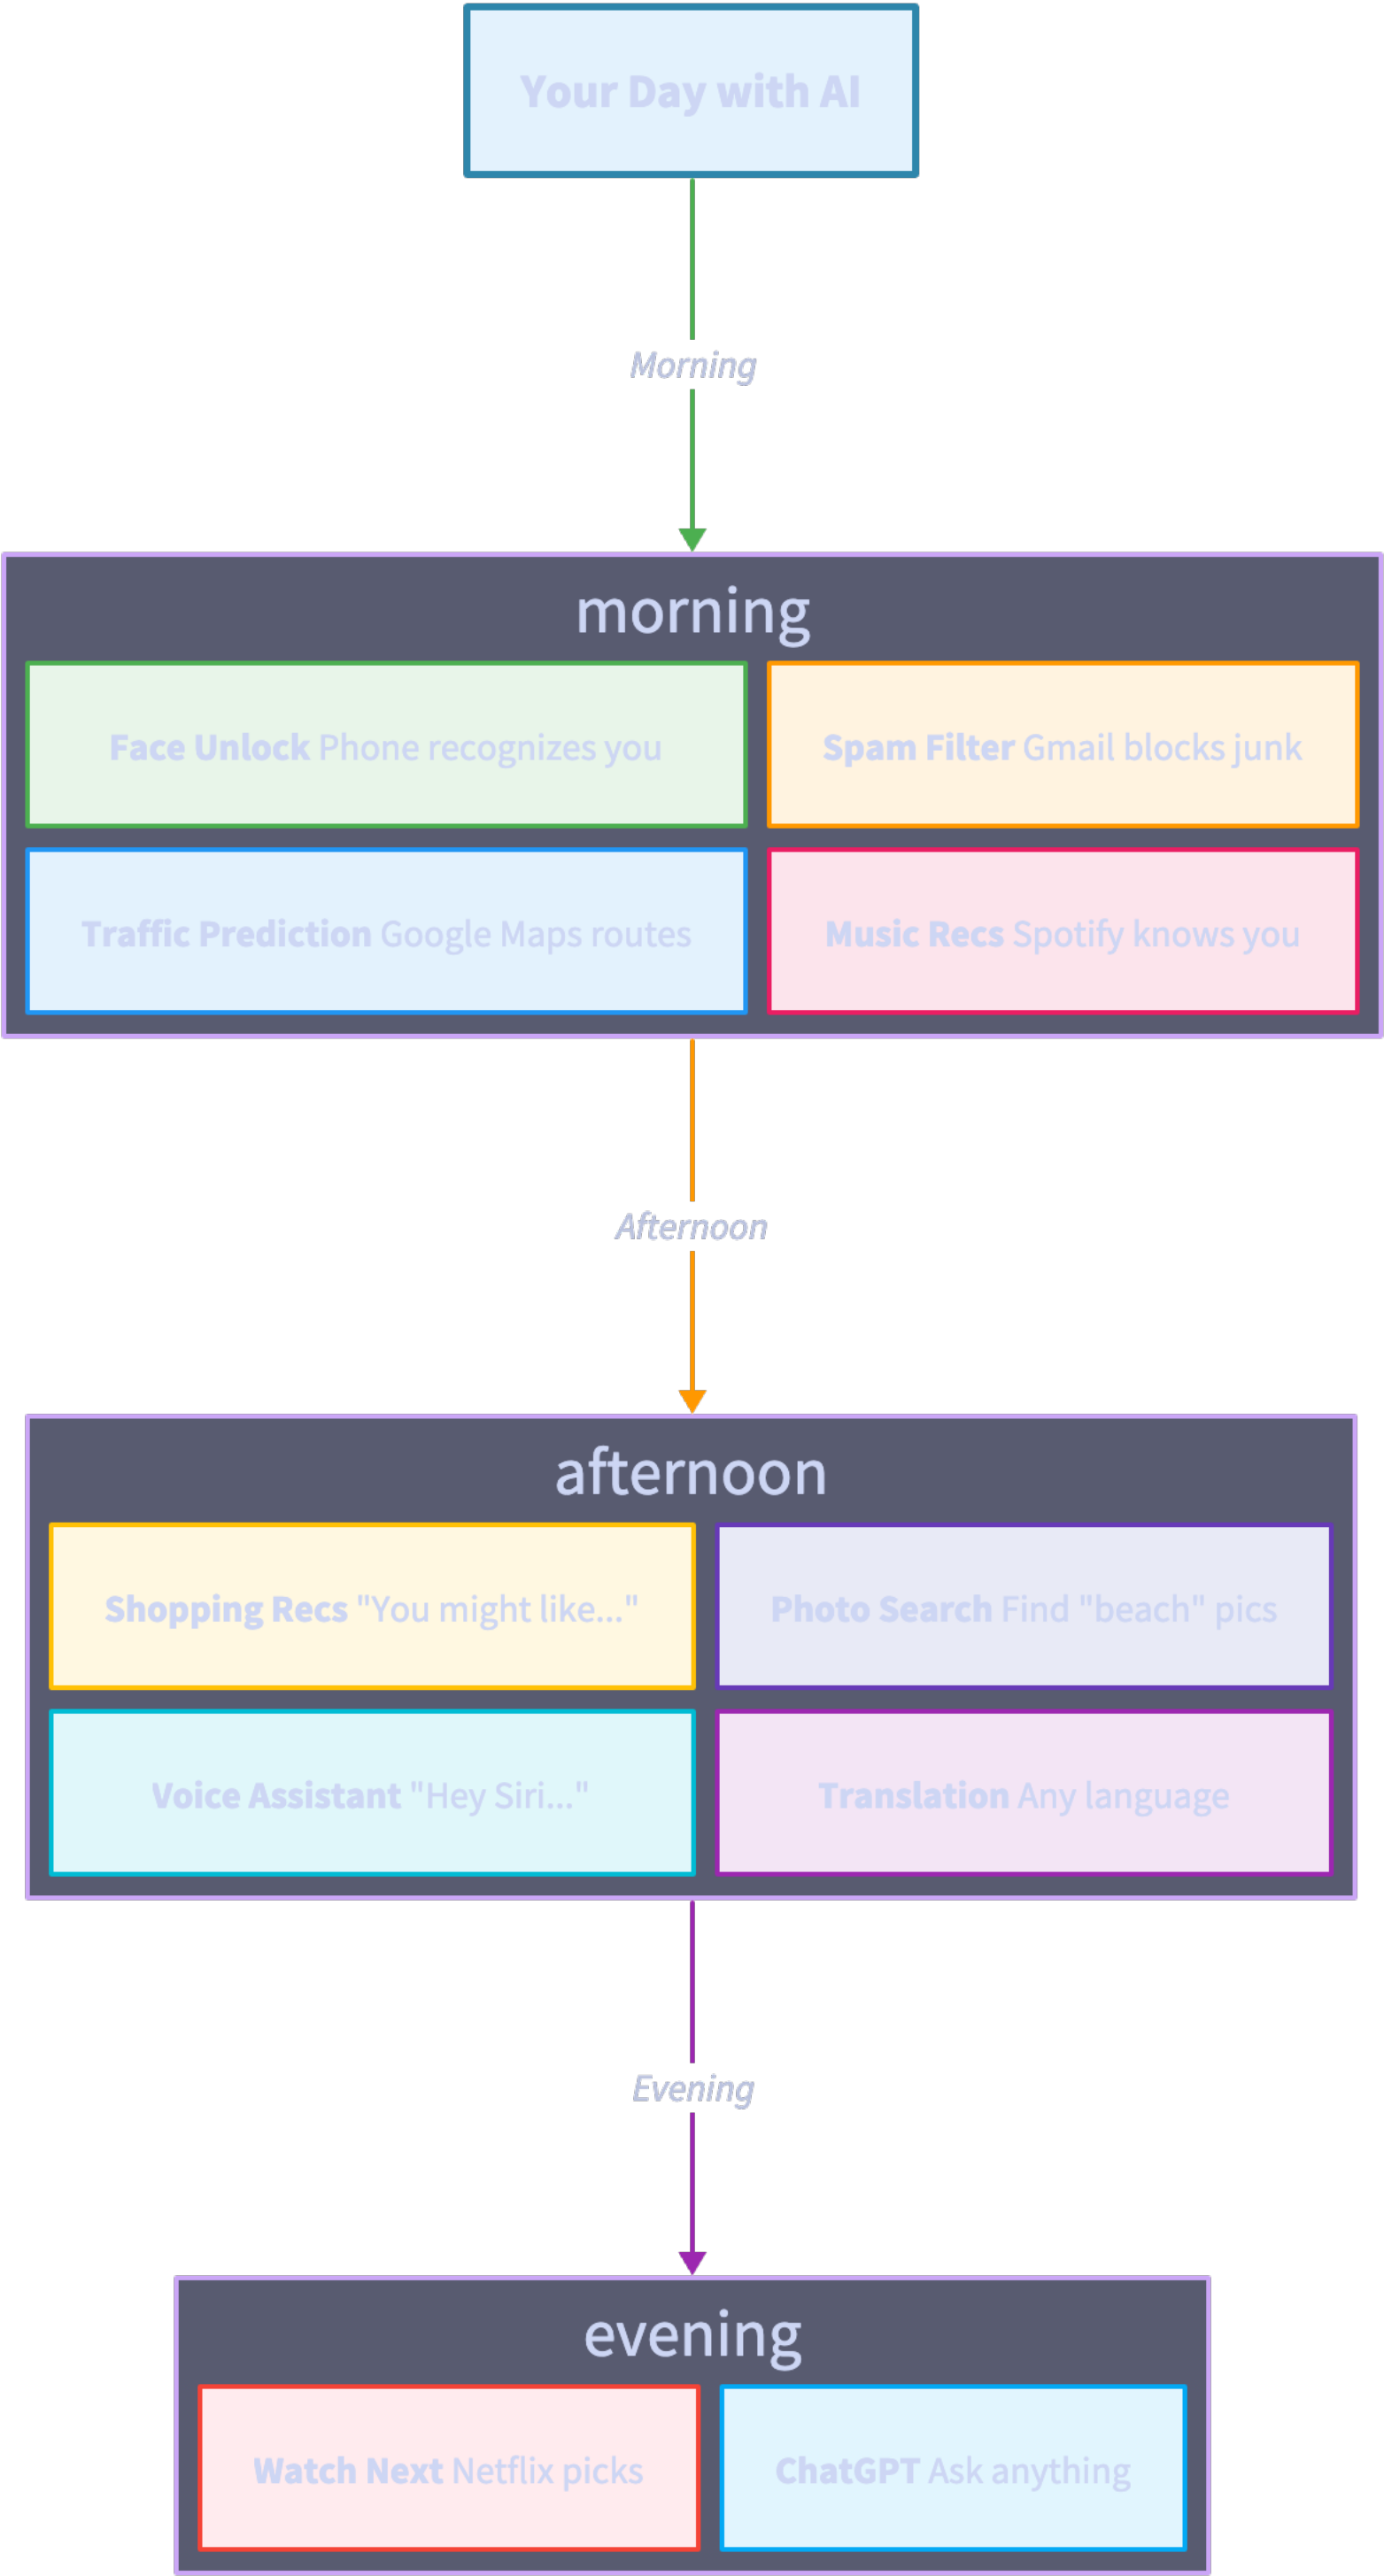 Your Day with AI
Morning
morning
Face Unlock Phone recognizes you
Spam Filter Gmail blocks junk
Traffic Prediction Google Maps routes
Music Recs Spotify knows you
Afternoon
afternoon
Shopping Recs "You might like..."
Photo Search Find "beach" pics
Voice Assistant "Hey Siri..."
Translation Any language
Evening
evening
Watch Next Netflix picks
ChatGPT Ask anything